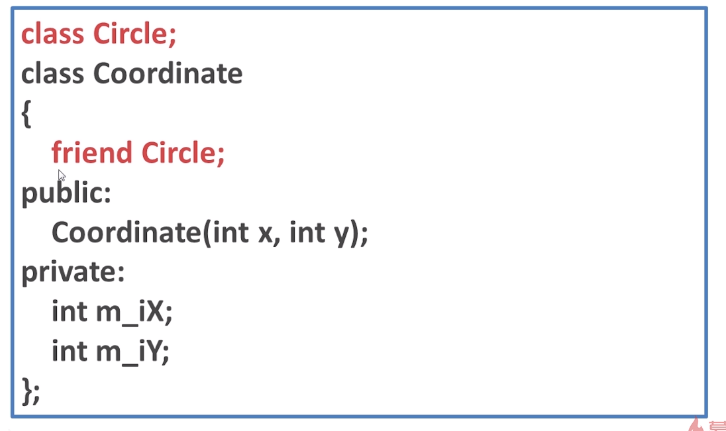 class Circle;
class Coordinate
{
friend Circle;
public:
Coordinate(int x, int y);
private:
int m_iX;
int m_iY;
};